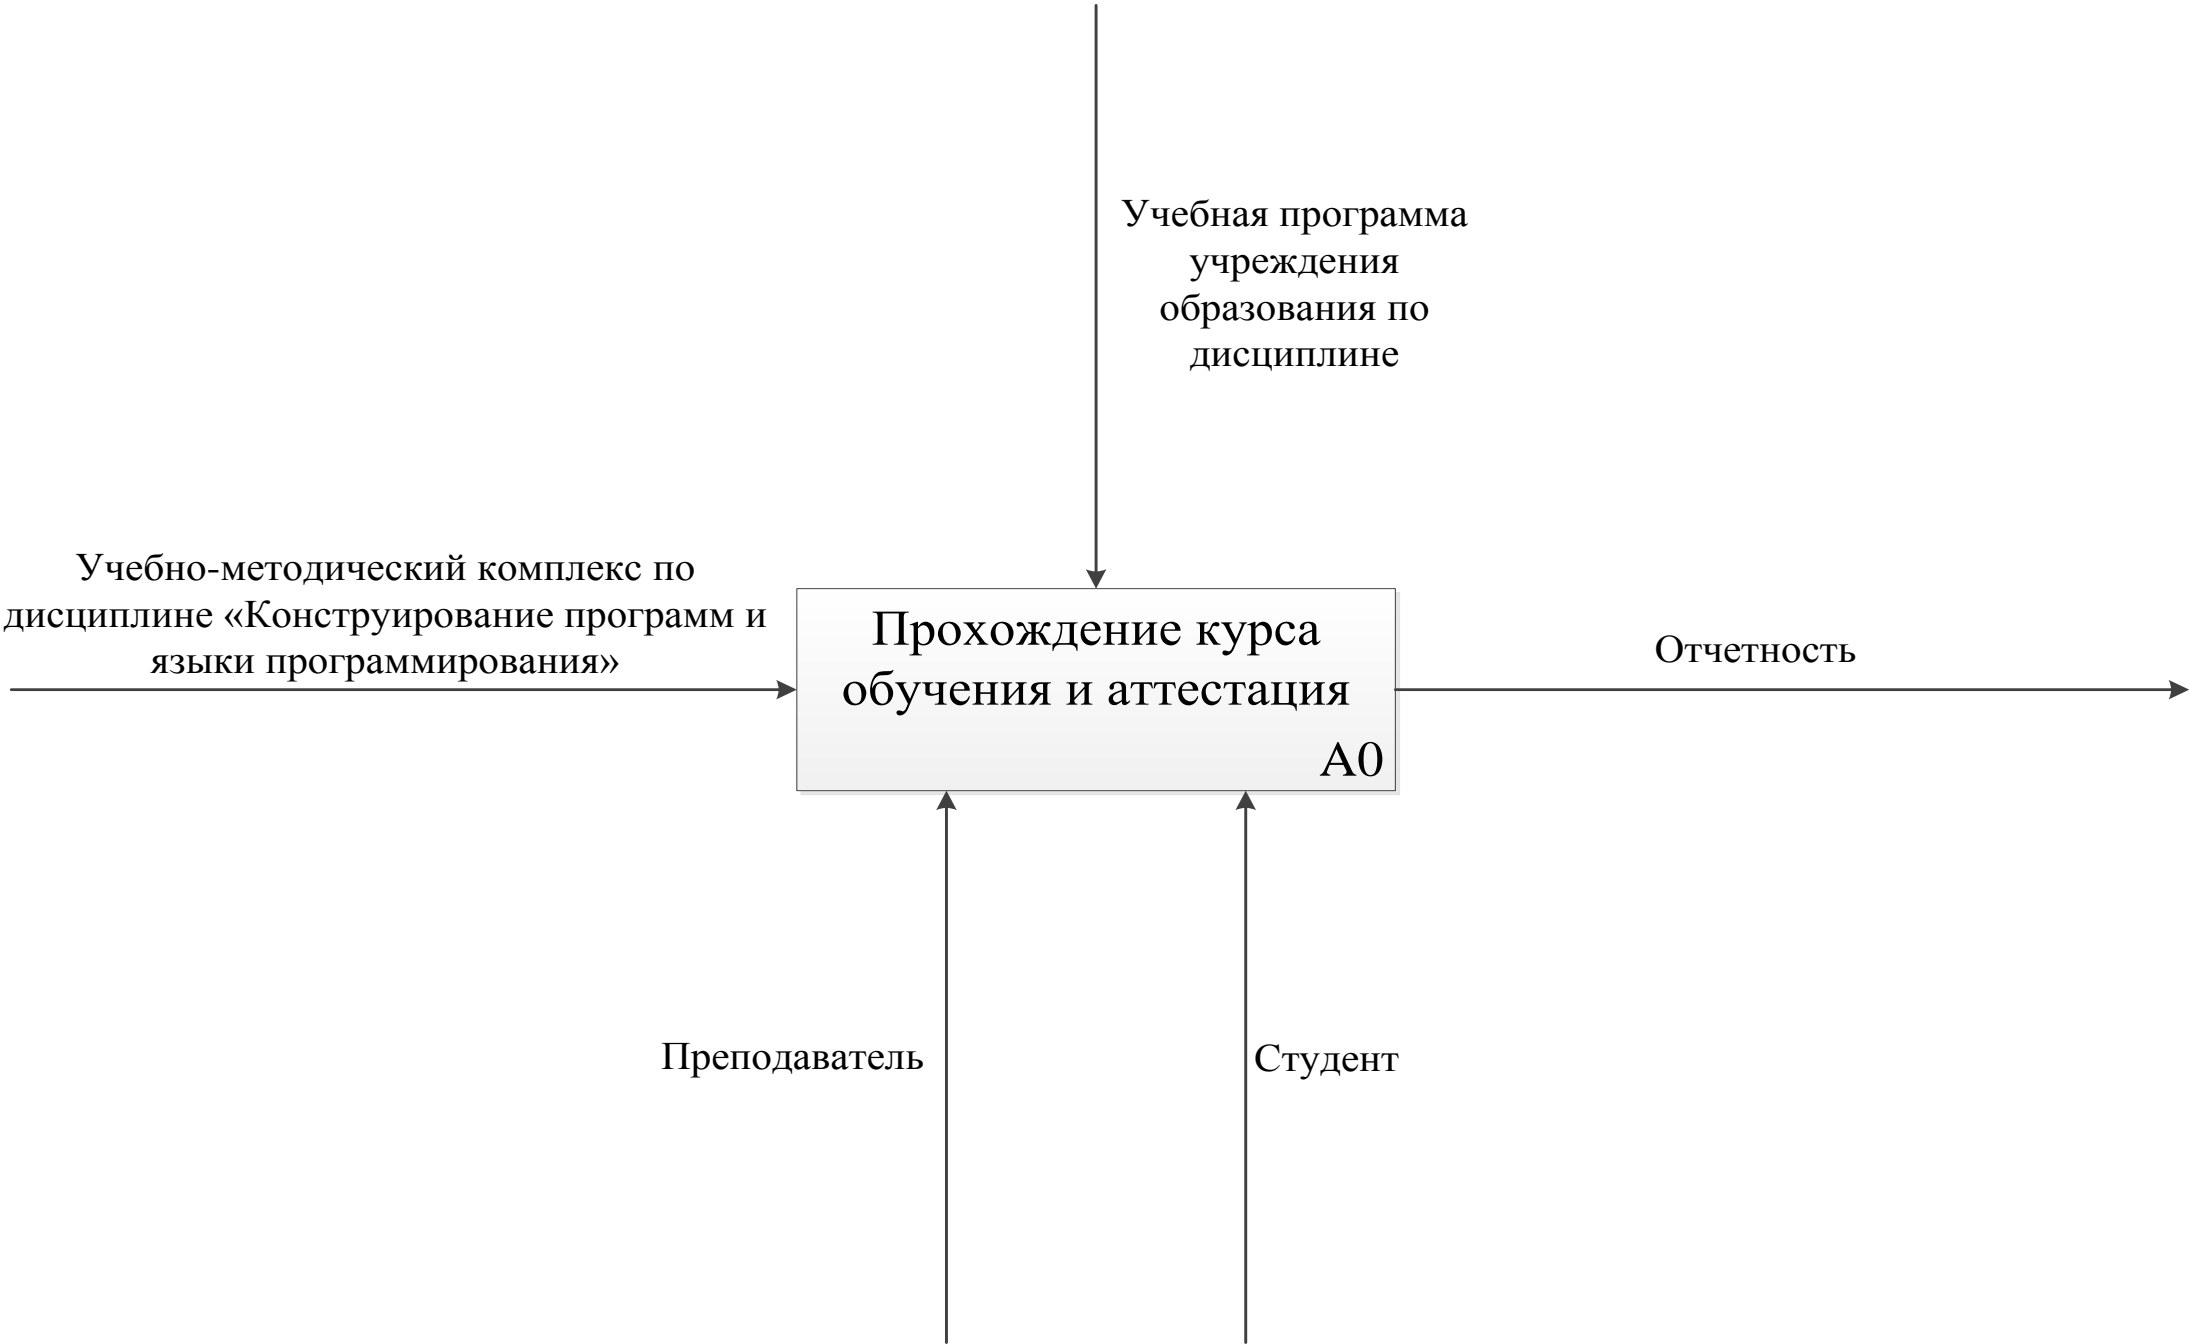 Учебная программа
учреждения
образования по
дисциплине
Учебно-методический комплекс по
дисциплине «Конструирование программ и
языки программирования»
Прохождение курса
обучения и аттестация
А0
Отчетность
Преподаватель
Студент